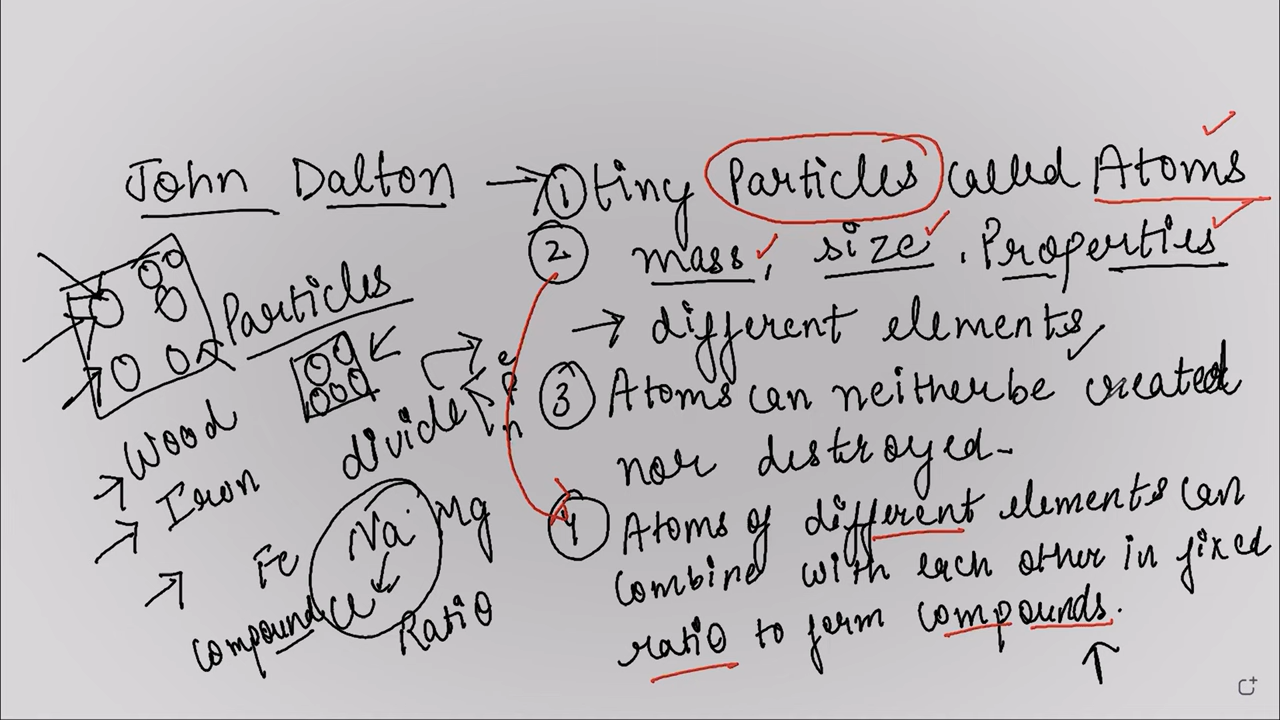 John Dalton → ① tiny Particles called Atoms
② mass, size, Properties
→ different elements,
③ Atoms can neither be created
nor destroyed.
④ Atoms of different elements can
combine with each other in fixed
ratio to form compounds.
Particles
divide
e
p
n
Wood
Iron
Fe Na Mg
compound Cl Ratio